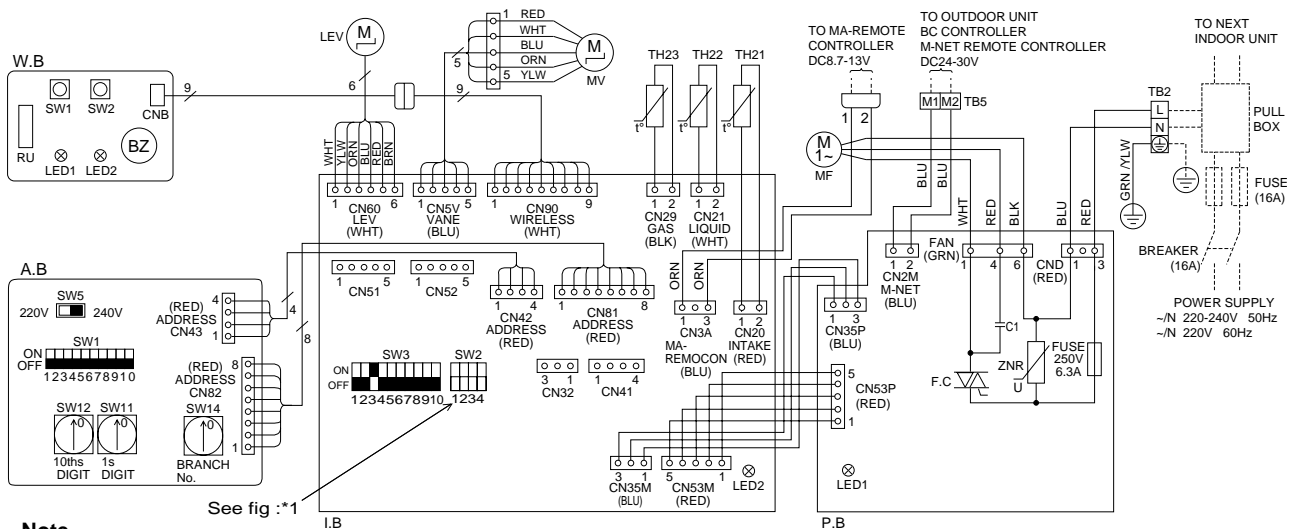 W.B
SW1 SW2 CNB
RU BZ
LED1 LED2
9
LEV M
6
WHT YLW ORN BLU RED BRN
5
1 RED
WHT
BLU
ORN
5 YLW
M
MV
9
TH23 TH22 TH21
t° t° t°
TO MA-REMOTE
CONTROLLER
DC8.7-13V
TO OUTDOOR UNIT
BC CONTROLLER
M-NET REMOTE CONTROLLER
DC24-30V
1 2
M1 M2 TB5
M
1~
MF
TO NEXT
INDOOR UNIT
TB2
L
N
PULL
BOX
GRN /YLW
FUSE
(16A)
BREAKER
(16A)
POWER SUPPLY
~/N 220-240V 50Hz
~/N 220V 60Hz
BLU BLU WHT RED BLK BLU RED
1 6
CN60
LEV
(WHT)
1 5
CN5V
VANE
(BLU)
1 9
CN90
WIRELESS
(WHT)
1 2
CN29
GAS
(BLK)
1 2
CN21
LIQUID
(WHT)
1 5
CN51
1 5
CN52
1 4
CN42
ADDRESS
(RED)
1 8
CN81
ADDRESS
(RED)
ORN ORN
1 3
CN3A
MA-
REMOCON
(BLU)
1 2
CN20
INTAKE
(RED)
3 1
CN32
1 4
CN41
SW3
ON
OFF
12345678910
SW2
1234
3 1
CN35M
(BLU)
5 1
CN53M
(RED)
LED2
I.B
A.B
SW5
220V 240V
SW1
ON
OFF
12345678910
4
(RED)
ADDRESS
CN43
1
4
8
8
(RED)
ADDRESS
CN82
1
SW12 SW11 SW14
0 0 0
10ths
DIGIT
1s
DIGIT
BRANCH
No.
See fig :*1
1 2
CN2M
M-NET
(BLU)
FAN
(GRN)
1 4 6
CND
(RED)
1 3
1 3
CN35P
(BLU)
5
CN53P
(RED)
1
C1
F.C
ZNR
U
FUSE
250V
6.3A
LED1
P.B